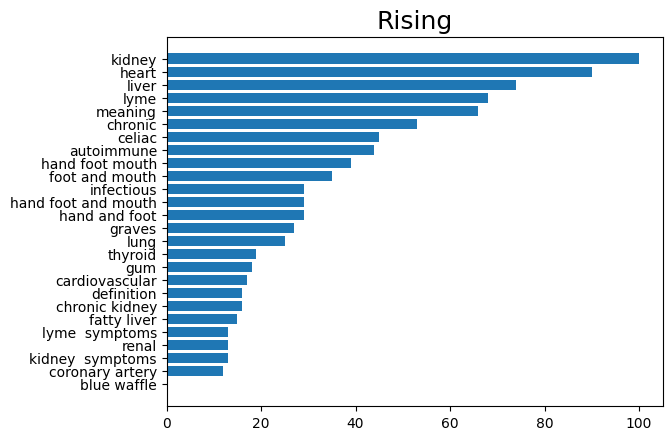 Rising
kidney
heart
liver
lyme
meaning
chronic
celiac
autoimmune
hand foot mouth
foot and mouth
infectious
hand foot and mouth
hand and foot
graves
lung
thyroid
gum
cardiovascular
definition
chronic kidney
fatty liver
lyme  symptoms
renal
kidney  symptoms
coronary artery
blue waffle
0 20 40 60 80 100